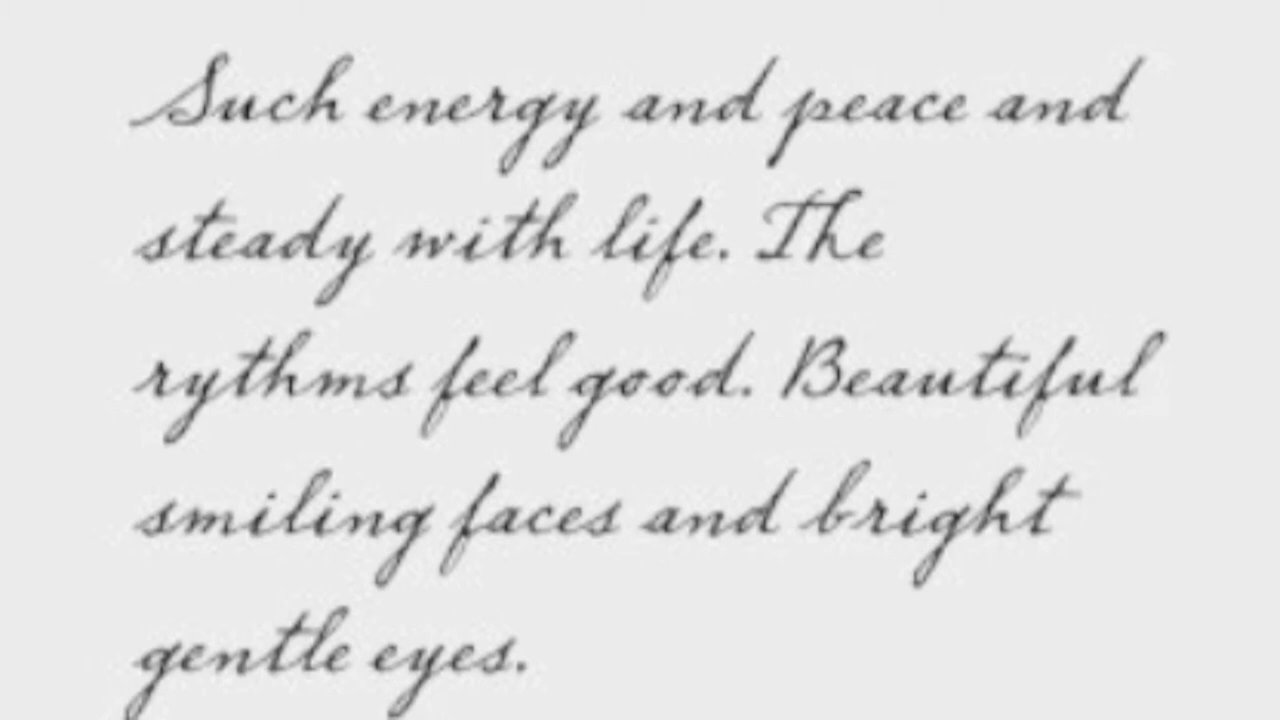 Such energy and peace and
steady with life. The
rythms feel good. Beautiful
smiling faces and bright
gentle eyes.